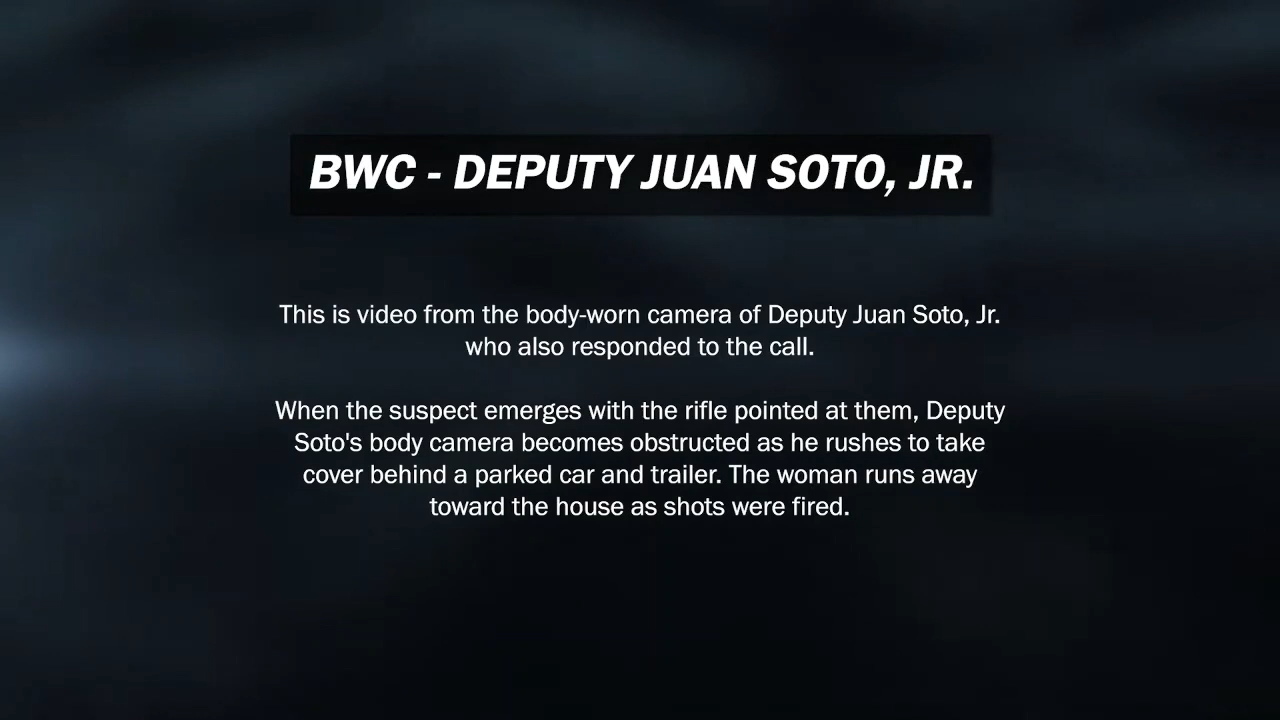 BWC - DEPUTY JUAN SOTO, JR.
This is video from the body-worn camera of Deputy Juan Soto, Jr.
who also responded to the call.
When the suspect emerges with the rifle pointed at them, Deputy
Soto's body camera becomes obstructed as he rushes to take
cover behind a parked car and trailer. The woman runs away
toward the house as shots were fired.